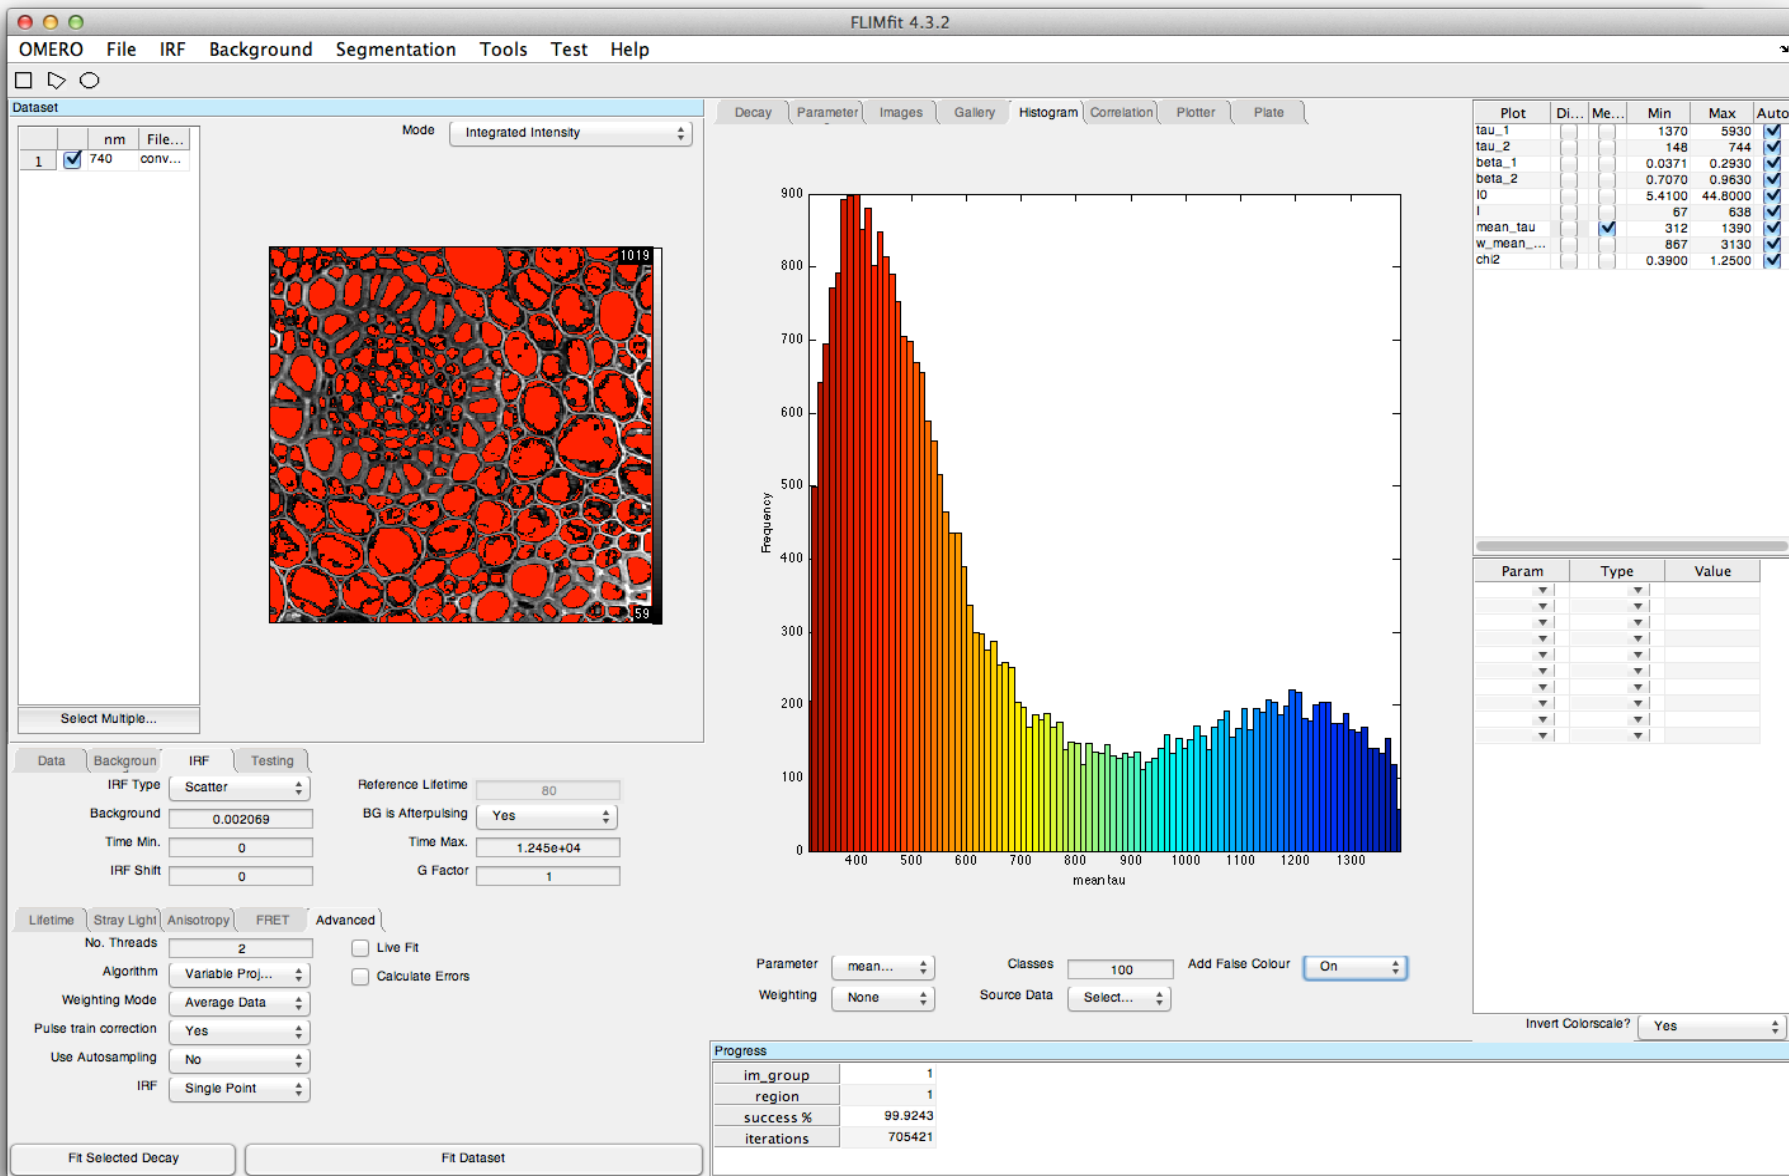 FLIMfit 4.3.2
OMERO File IRF Background Segmentation Tools Test Help
Dataset
nm File...
1 740 conv...
Mode Integrated Intensity
1019
59
Select Multiple...
Decay Parameter Images Gallery Histogram Correlation Plotter Plate
900
800
700
600
500
400
300
200
100
0
Frequency
400 500 600 700 800 900 1000 1100 1200 1300
mean tau
Parameter mean... Classes 100 Add False Colour On
Weighting None Source Data Select...
Plot Di... Me... Min Max Auto
tau_1 1370 5930
tau_2 148 744
beta_1 0.0371 0.2930
beta_2 0.7070 0.9630
I0 5.4100 44.8000
I 67 638
mean_tau 312 1390
w_mean_... 867 3130
chi2 0.3900 1.2500
Param Type Value
Invert Colorscale? Yes
Data Backgroun IRF Testing
IRF Type Scatter Reference Lifetime 80
Background 0.002069 BG is Afterpulsing Yes
Time Min. 0 Time Max. 1.245e+04
IRF Shift 0 G Factor 1
Lifetime Stray Light Anisotropy FRET Advanced
No. Threads 2 Live Fit
Algorithm Variable Proj... Calculate Errors
Weighting Mode Average Data
Pulse train correction Yes
Use Autosampling No
IRF Single Point
Fit Selected Decay Fit Dataset
Progress
im_group 1
region 1
success % 99.9243
iterations 705421